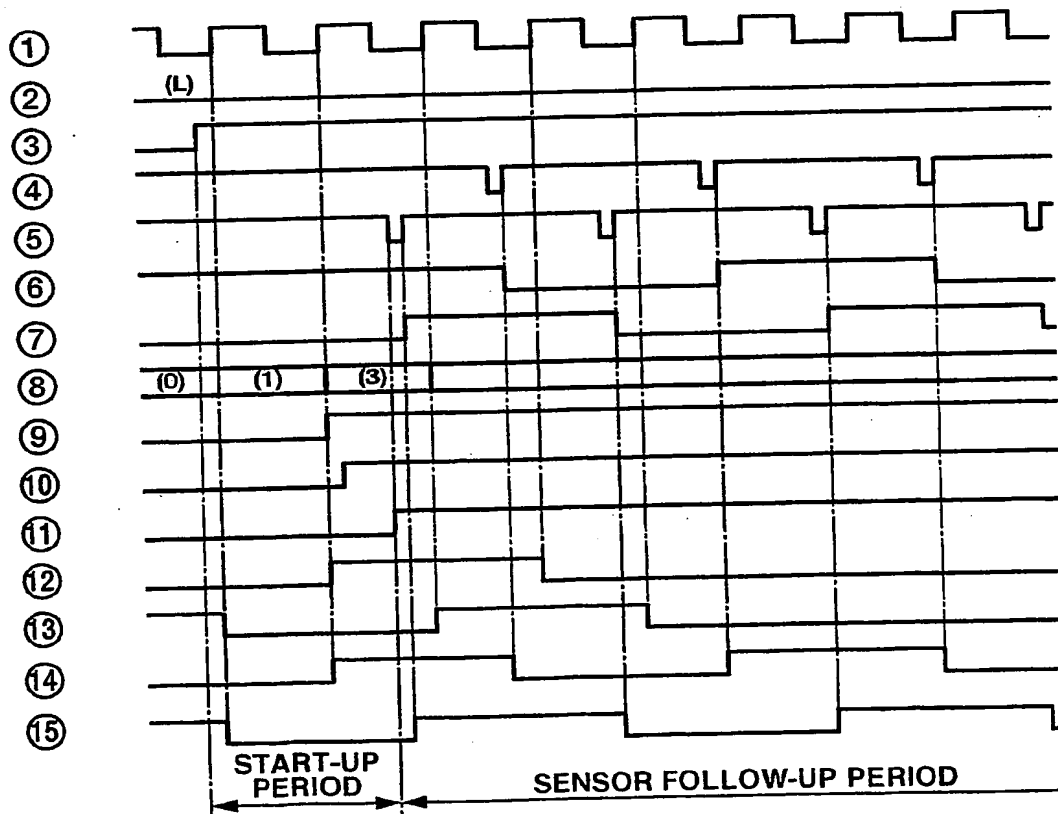 ①
② (L)
③
④
⑤
⑥
⑦
⑧ (0) (1) (3)
⑨
⑩
⑪
⑫
⑬
⑭
⑮
START-UP
PERIOD
SENSOR FOLLOW-UP PERIOD